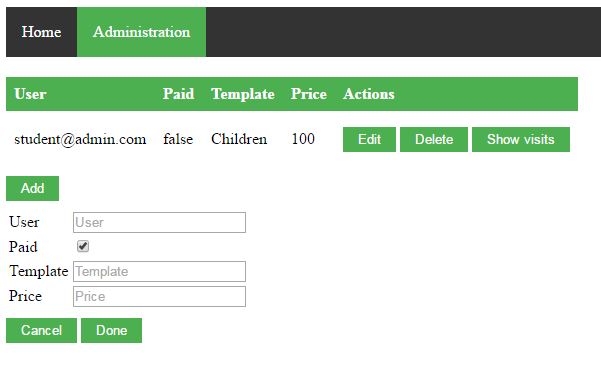 Home Administration
User Paid Template Price Actions
student@admin.com false Children 100 Edit Delete Show visits
Add
User User
Paid
Template Template
Price Price
Cancel Done